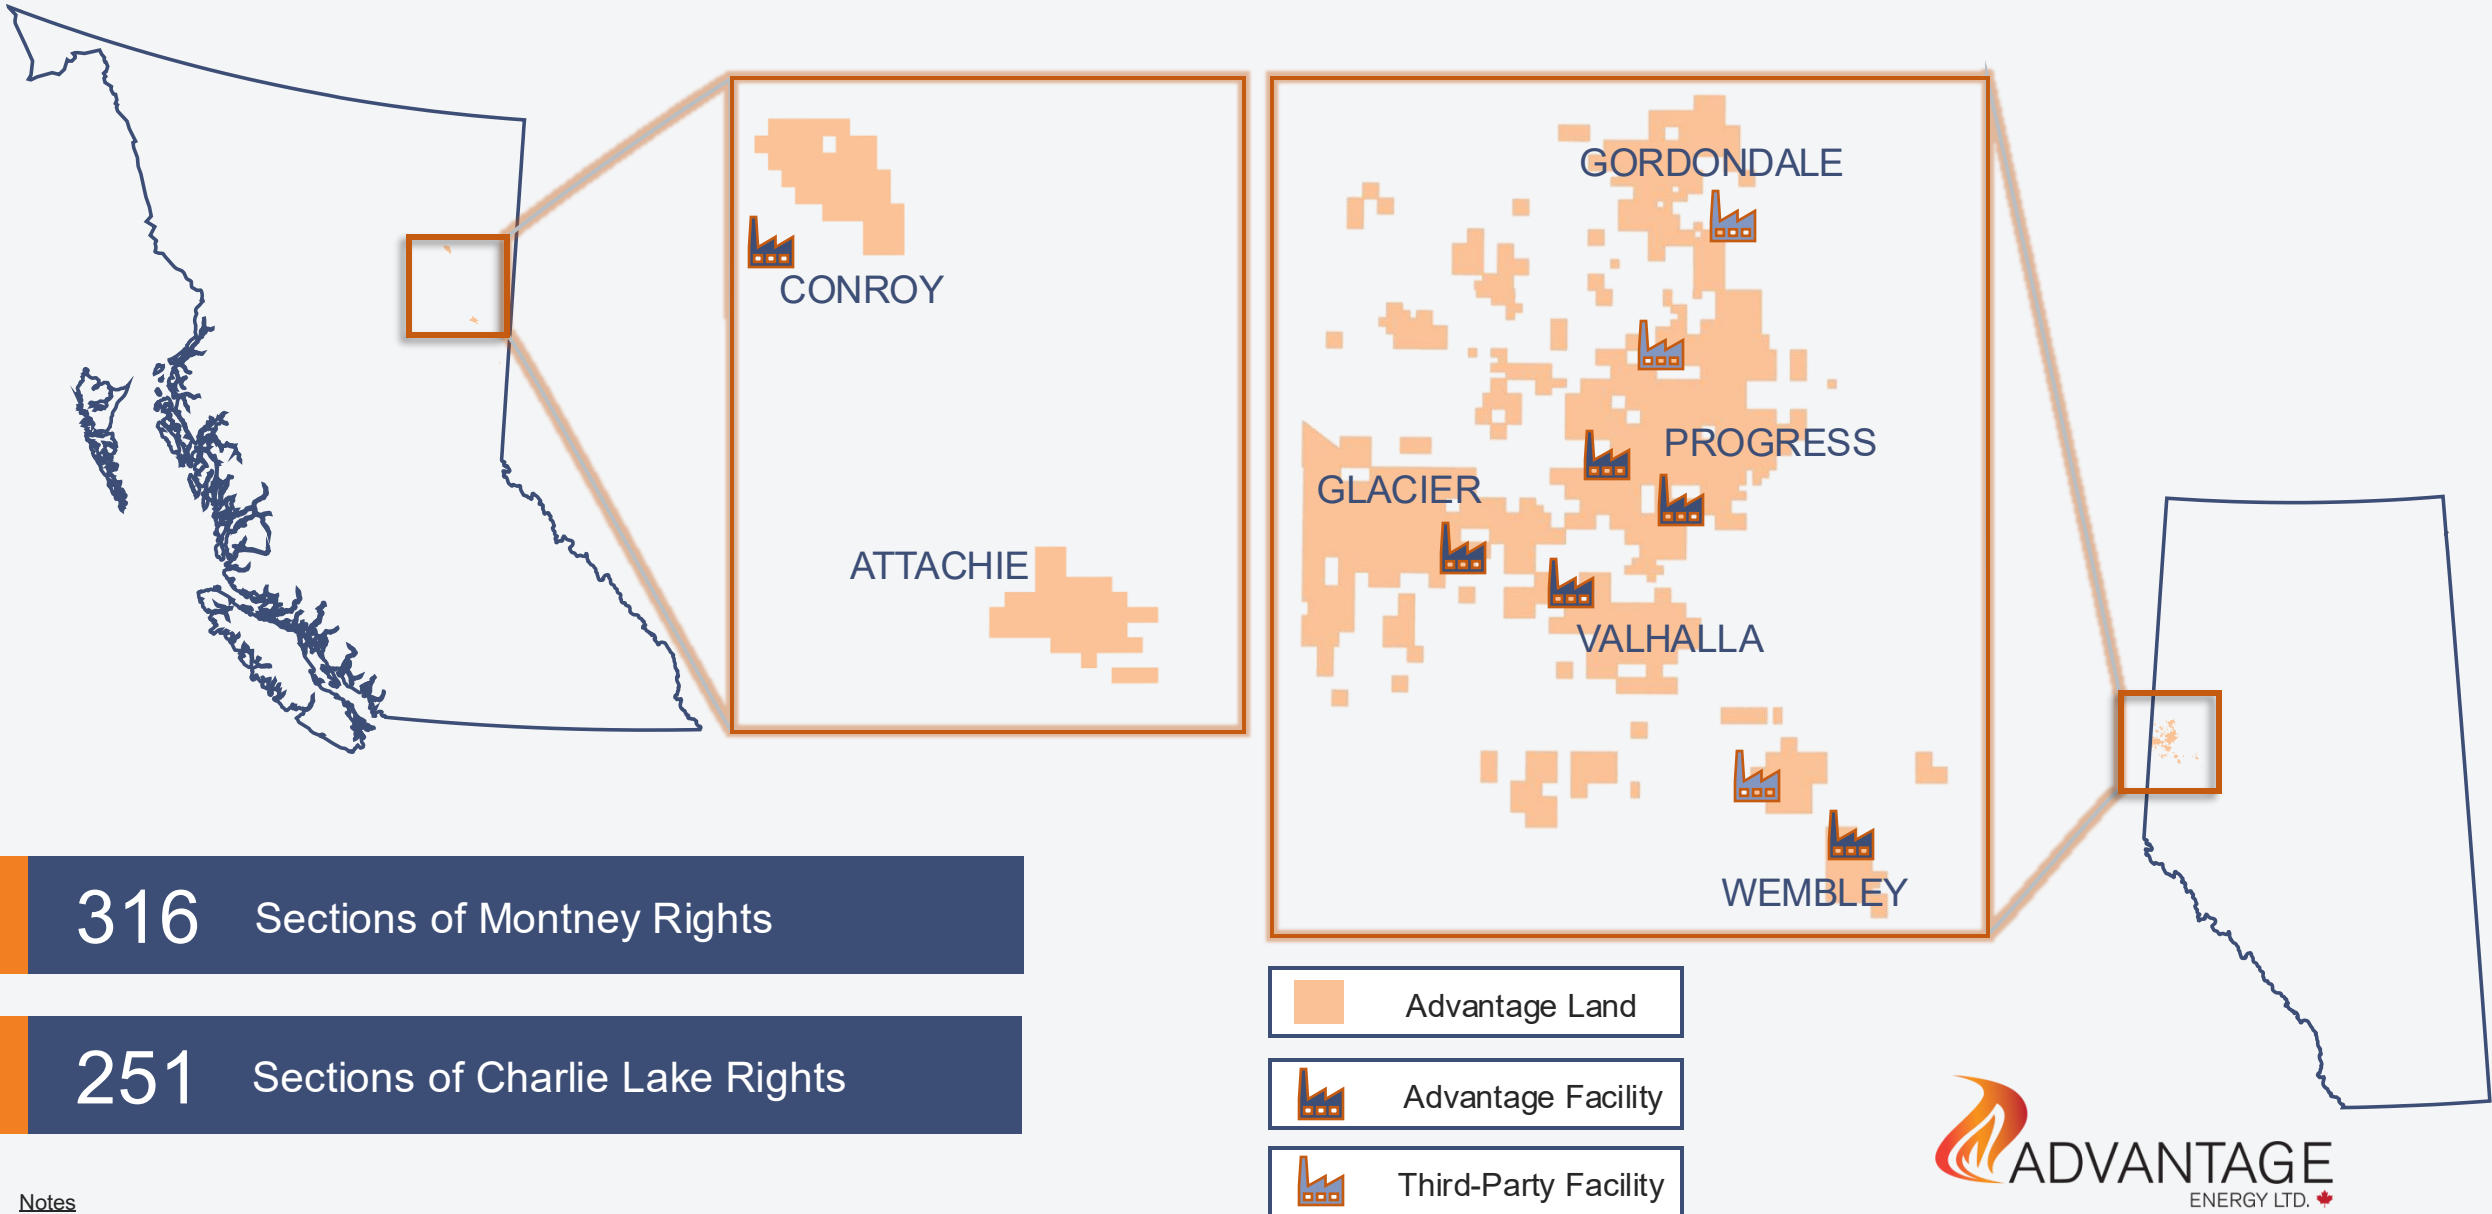 GORDONDALE
CONROY
PROGRESS
GLACIER
ATTACHIE
VALHALLA
WEMBLEY
316 Sections of Montney Rights
251 Sections of Charlie Lake Rights
Advantage Land
Advantage Facility
Third-Party Facility
ADVANTAGE
ENERGY LTD.
Notes